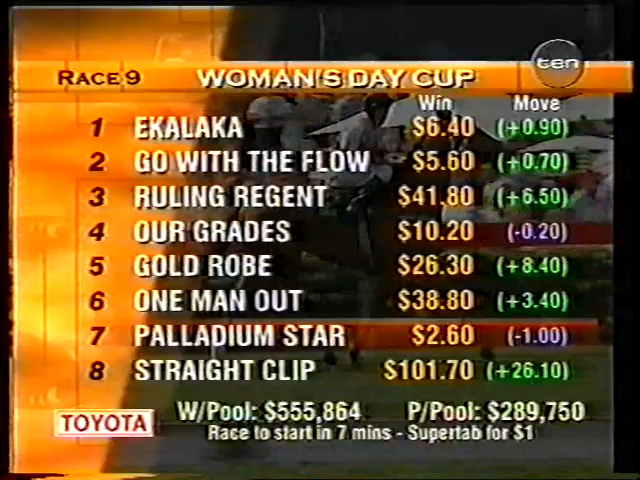 ten
RACE 9 WOMAN'S DAY CUP
Win Move
1 EKALAKA $6.40 (+0.90)
2 GO WITH THE FLOW $5.60 (+0.70)
3 RULING REGENT $41.80 (+6.50)
4 OUR GRADES $10.20 (-0.20)
5 GOLD ROBE $26.30 (+8.40)
6 ONE MAN OUT $38.80 (+3.40)
7 PALLADIUM STAR $2.60 (-1.00)
8 STRAIGHT CLIP $101.70 (+26.10)
TOYOTA W/Pool: $555,864 P/Pool: $289,750
Race to start in 7 mins - Supertab for $1